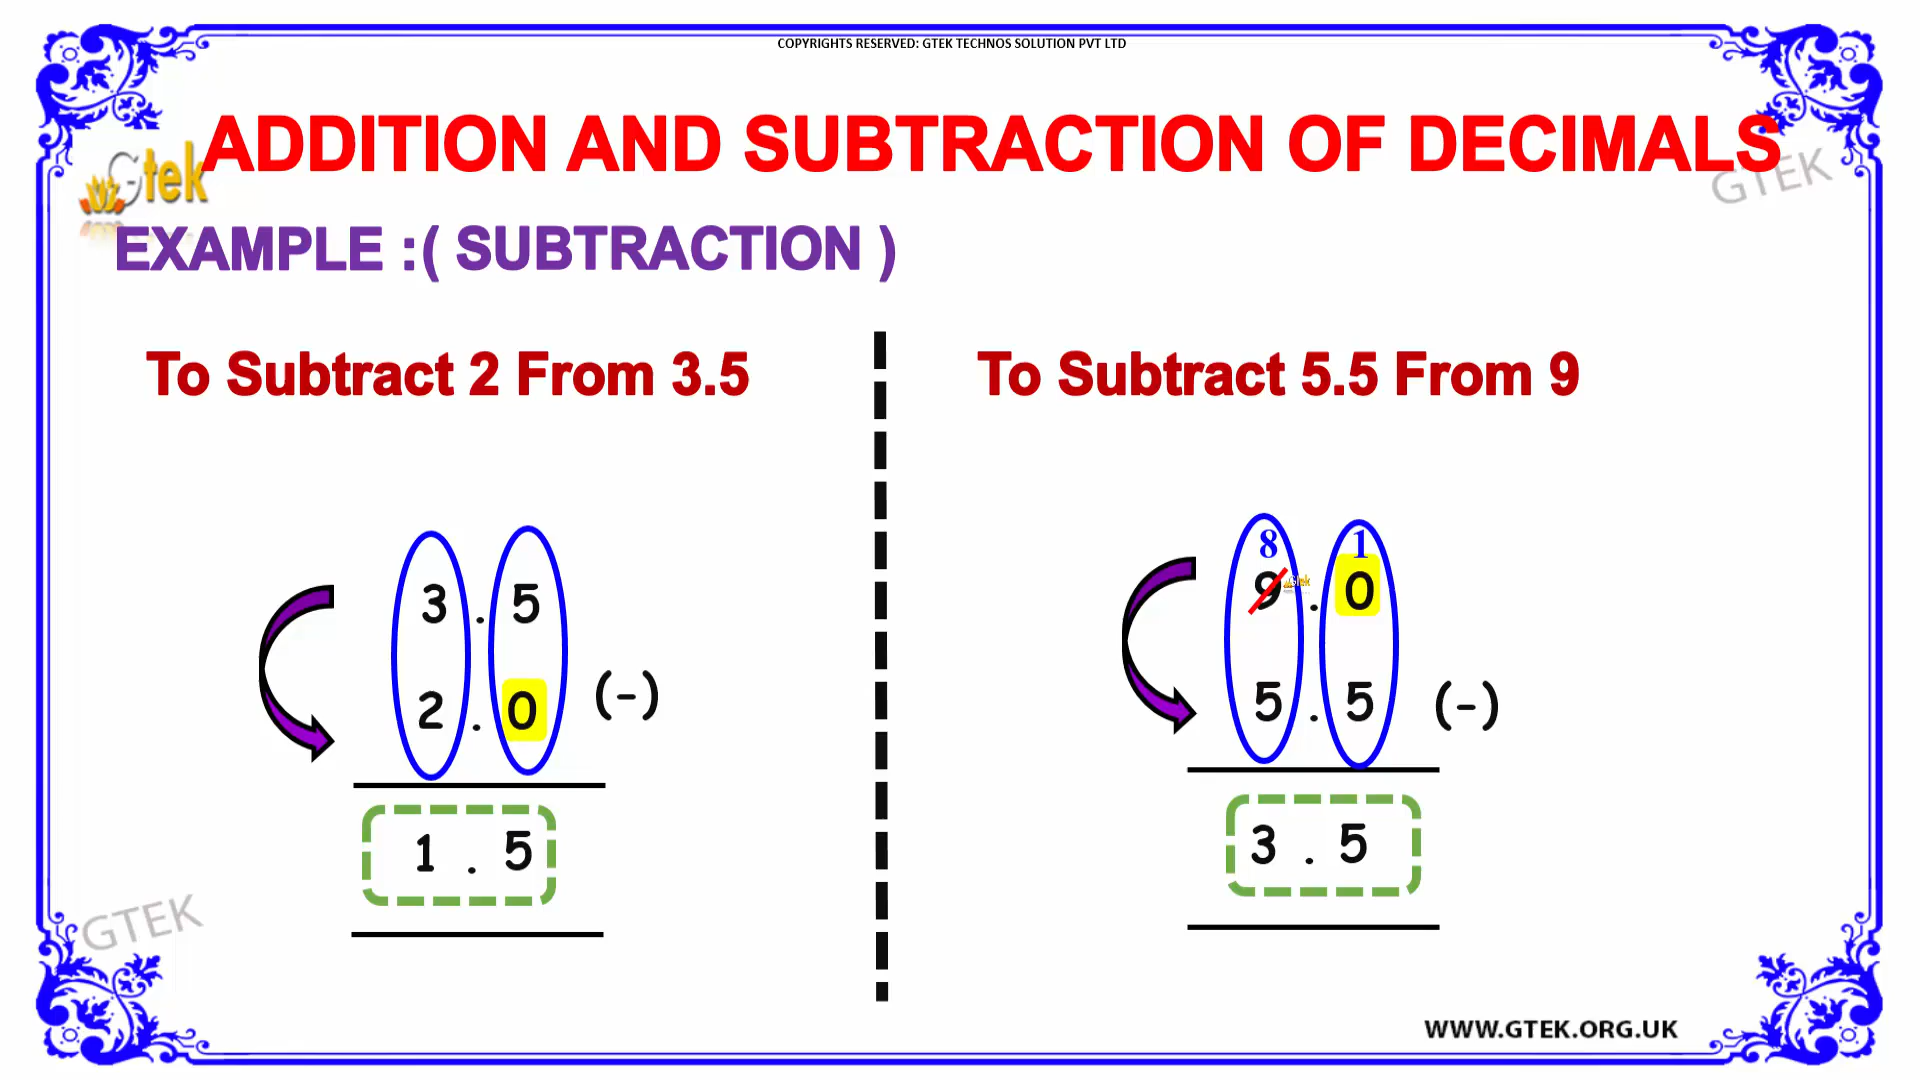 COPYRIGHTS RESERVED: GTEK TECHNOS SOLUTION PVT LTD
ADDITION AND SUBTRACTION OF DECIMALS
Gtek
GTEK
EXAMPLE :( SUBTRACTION )
To Subtract 2 From 3.5
3 . 5
2 . 0 (-)
1 . 5
To Subtract 5.5 From 9
8 1
9 . 0
Gtek
5 . 5 (-)
3 . 5
GTEK
WWW.GTEK.ORG.UK